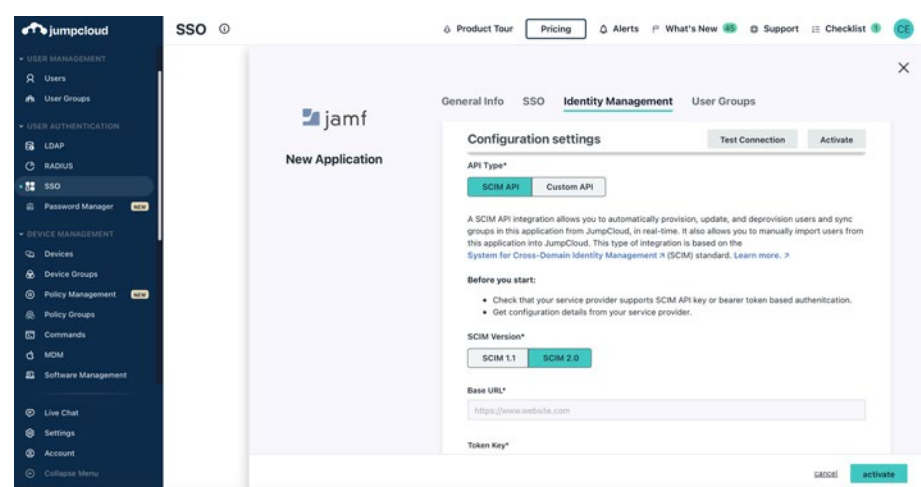 jumpcloud
SSO
Product Tour
Pricing
Alerts
What's New 45
Support
Checklist 1
CE
USER MANAGEMENT
Users
User Groups
USER AUTHENTICATION
LDAP
RADIUS
SSO
Password Manager NEW
DEVICE MANAGEMENT
Devices
Device Groups
Policy Management NEW
Policy Groups
Commands
MDM
Software Management
Live Chat
Settings
Account
Collapse Menu
jamf
New Application
General Info SSO Identity Management User Groups
Configuration settings
Test Connection
Activate
API Type*
SCIM API Custom API
A SCIM API integration allows you to automatically provision, update, and deprovision users and sync
groups in this application from JumpCloud, in real-time. It also allows you to manually import users from
this application into JumpCloud. This type of integration is based on the
System for Cross-Domain Identity Management (SCIM) standard. Learn more.
Before you start:
• Check that your service provider supports SCIM API key or bearer token based authenitcation.
• Get configuration details from your service provider.
SCIM Version*
SCIM 1.1 SCIM 2.0
Base URL*
https://www.website.com
Token Key*
cancel
activate